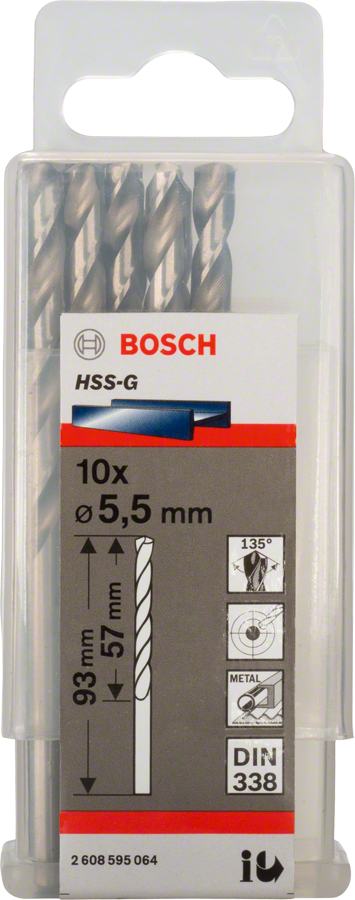 BOSCH
HSS-G
10x
ø 5,5 mm
93 mm
57 mm
135°
METAL
DIN
338
2 608 595 064